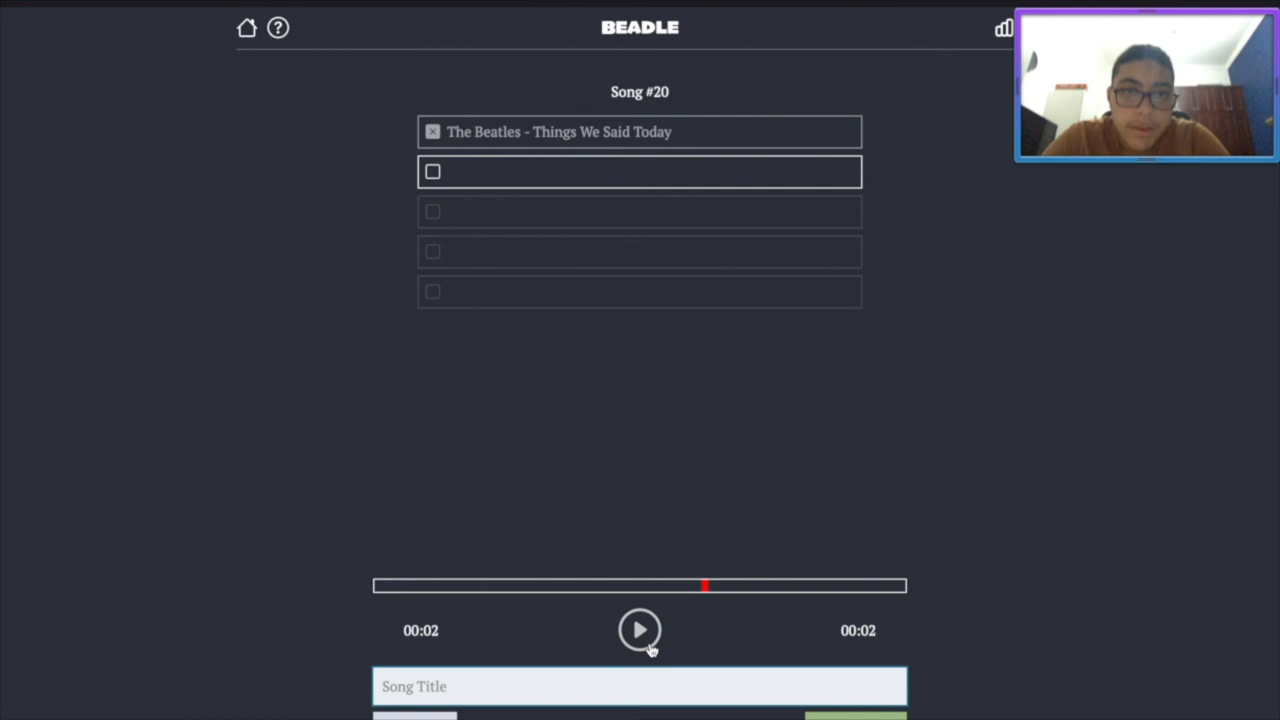 BEADLE
Song #20
The Beatles - Things We Said Today
00:02
00:02
Song Title